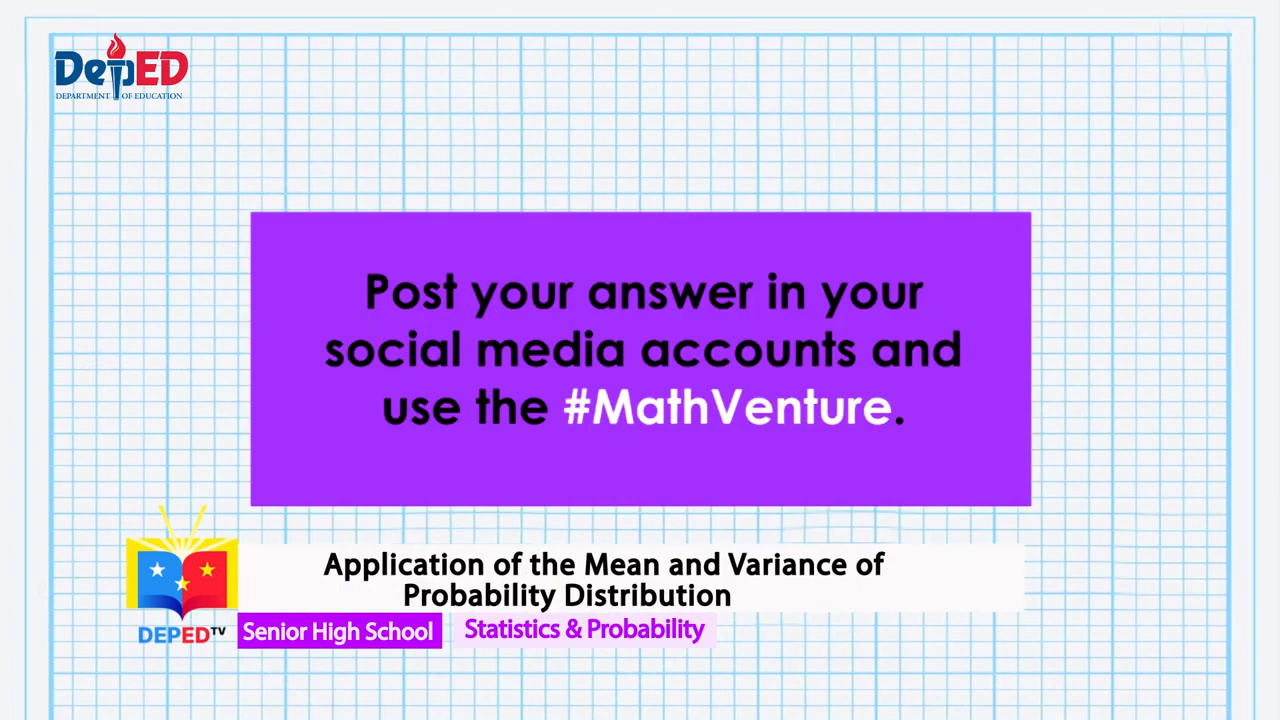 DepED
DEPARTMENT OF EDUCATION
Post your answer in your
social media accounts and
use the #MathVenture.
Application of the Mean and Variance of
Probability Distribution
DEPED TV
Senior High School
Statistics & Probability